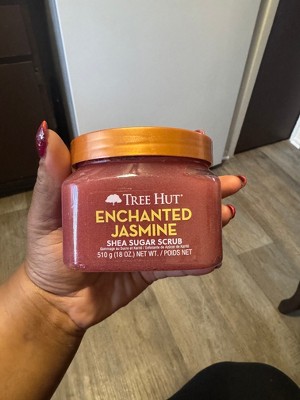 TREE HUT
ENCHANTED
JASMINE
SHEA SUGAR SCRUB
510 g (18 OZ.) NET WT. / POIDS NET